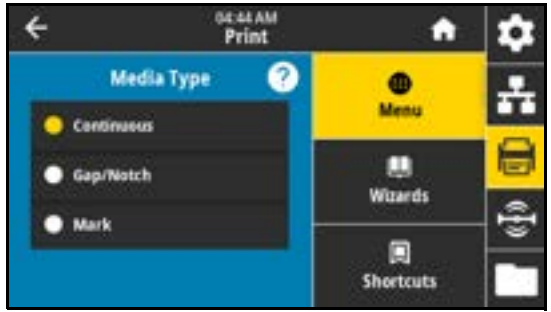 04:44 AM
Print
Media Type
?
Continuous
Gap/Notch
Mark
Menu
Wizards
Shortcuts